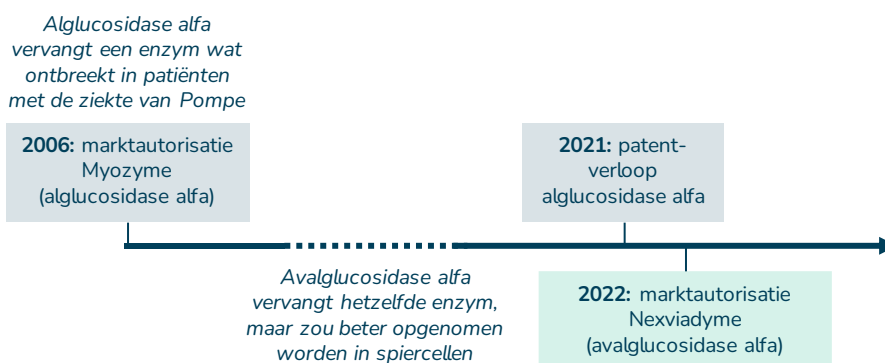 Alglucosidase alfa
vervangt een enzym wat
ontbreekt in patiënten
met de ziekte van Pompe
2006: marktautorisatie
Myozyme
(alglucosidase alfa)
2021: patent-
verloop
alglucosidase alfa
Avalglucosidase alfa
vervangt hetzelfde enzym,
maar zou beter opgenomen
worden in spiercellen
2022: marktautorisatie
Nexviadyme
(avalglucosidase alfa)